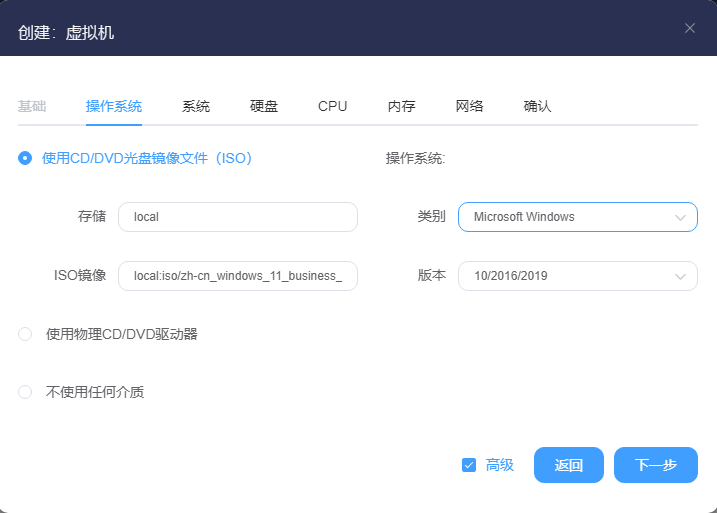 创建：虚拟机
基础 操作系统 系统 硬盘 CPU 内存 网络 确认
使用CD/DVD光盘镜像文件（ISO） 操作系统:
存储 local 类别 Microsoft Windows
ISO镜像 local:iso/zh-cn_windows_11_business_ 版本 10/2016/2019
使用物理CD/DVD驱动器
不使用任何介质
高级 返回 下一步